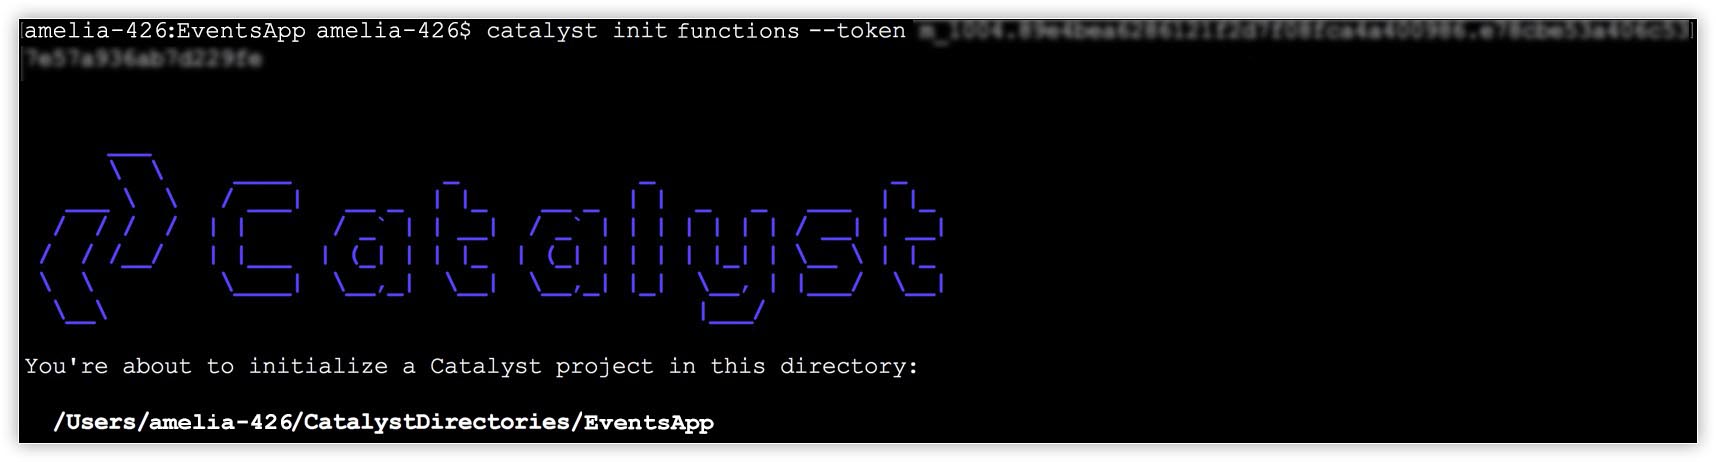 amelia-426:EventsApp amelia-426$ catalyst init functions --token
Catalyst
You're about to initialize a Catalyst project in this directory:
/Users/amelia-426/CatalystDirectories/EventsApp